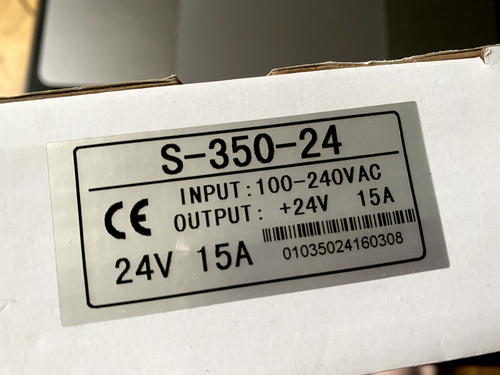 S-350-24
CE
INPUT:100-240VAC
OUTPUT: +24V 15A
24V 15A
01035024160308